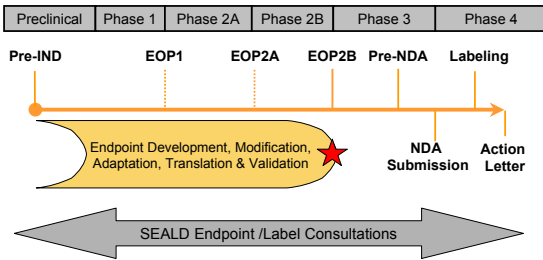 Preclinical Phase 1 Phase 2A Phase 2B Phase 3 Phase 4
Pre-IND EOP1 EOP2A EOP2B Pre-NDA Labeling
Endpoint Development, Modification,
Adaptation, Translation & Validation
NDA
Submission
Action
Letter
SEALD Endpoint /Label Consultations